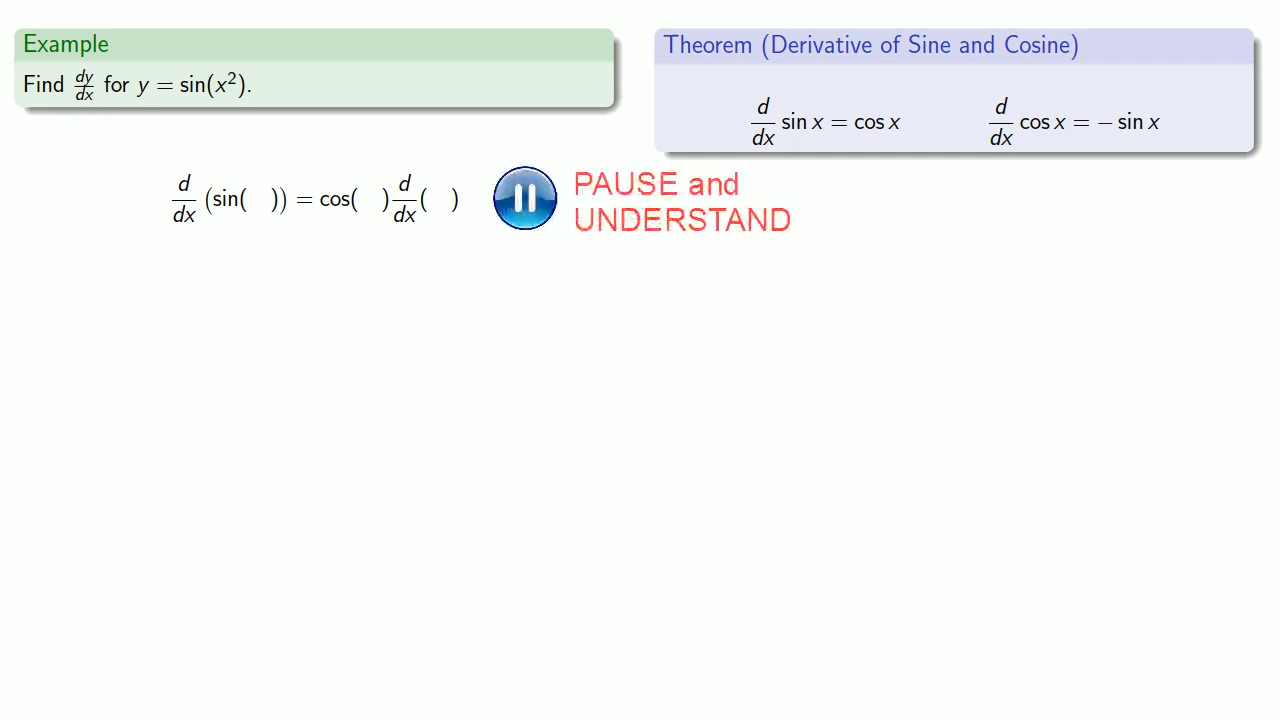 Example
Find dy/dx for y = sin(x²).
Theorem (Derivative of Sine and Cosine)
d/dx sin x = cos x    d/dx cos x = − sin x
d/dx (sin(   )) = cos(   ) d/dx (   )
PAUSE and
UNDERSTAND